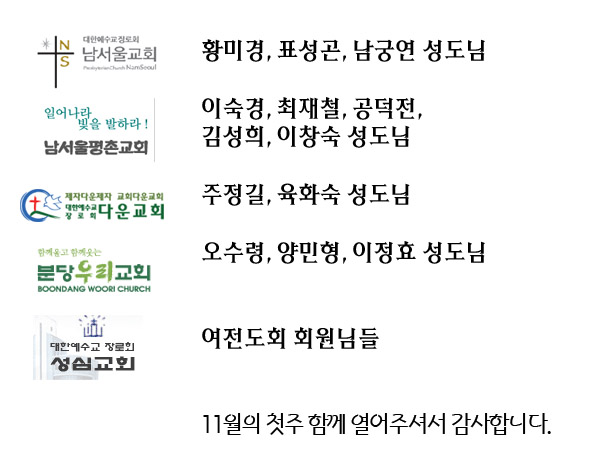 NS
대한예수교장로회
남서울교회
Presbyterian Church NamSeoul
황미경, 표성곤, 남궁연 성도님
일어나라
빛을 발하라 !
남서울평촌교회
이숙경, 최재철, 공덕전,
김성희, 이창숙 성도님
제자다운제자 교회다운교회
대한예수교
장로회 다운교회
주정길, 육화숙 성도님
함께울고 함께웃는
분당우리교회
BOONDANG WOORI CHURCH
오수령, 양민형, 이정효 성도님
대한예수교 장로회
성심교회
여전도회 회원님들
11월의 첫주 함께 열어주셔서 감사합니다.